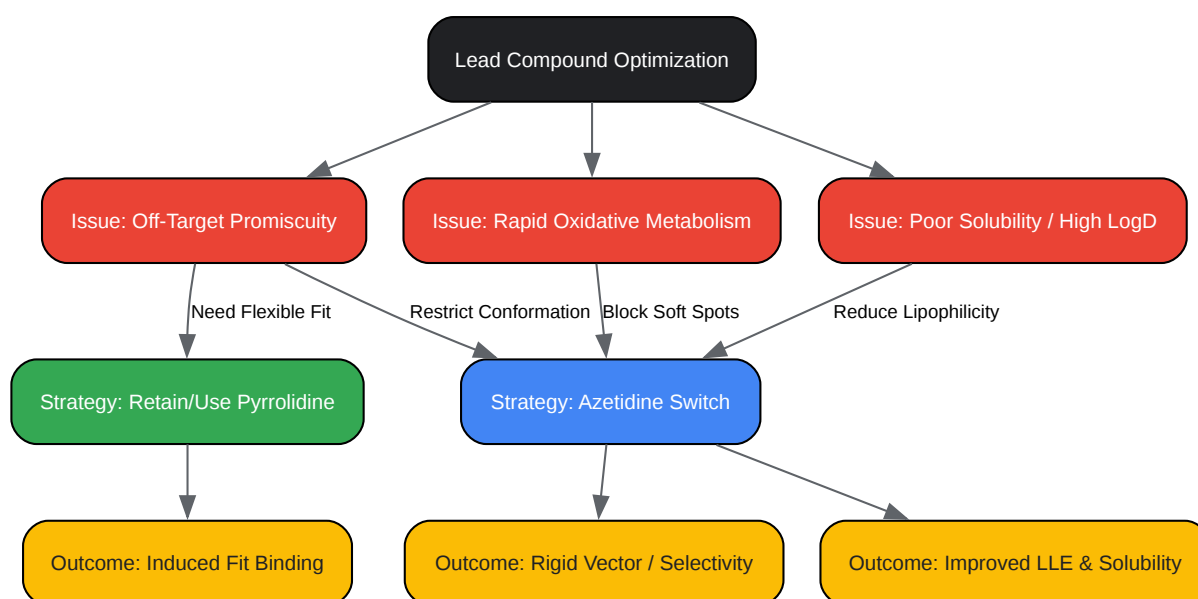 Lead Compound Optimization
Issue: Off-Target Promiscuity
Issue: Rapid Oxidative Metabolism
Issue: Poor Solubility / High LogD
Need Flexible Fit
Restrict Conformation
Block Soft Spots
Reduce Lipophilicity
Strategy: Retain/Use Pyrrolidine
Strategy: Azetidine Switch
Outcome: Induced Fit Binding
Outcome: Rigid Vector / Selectivity
Outcome: Improved LLE & Solubility